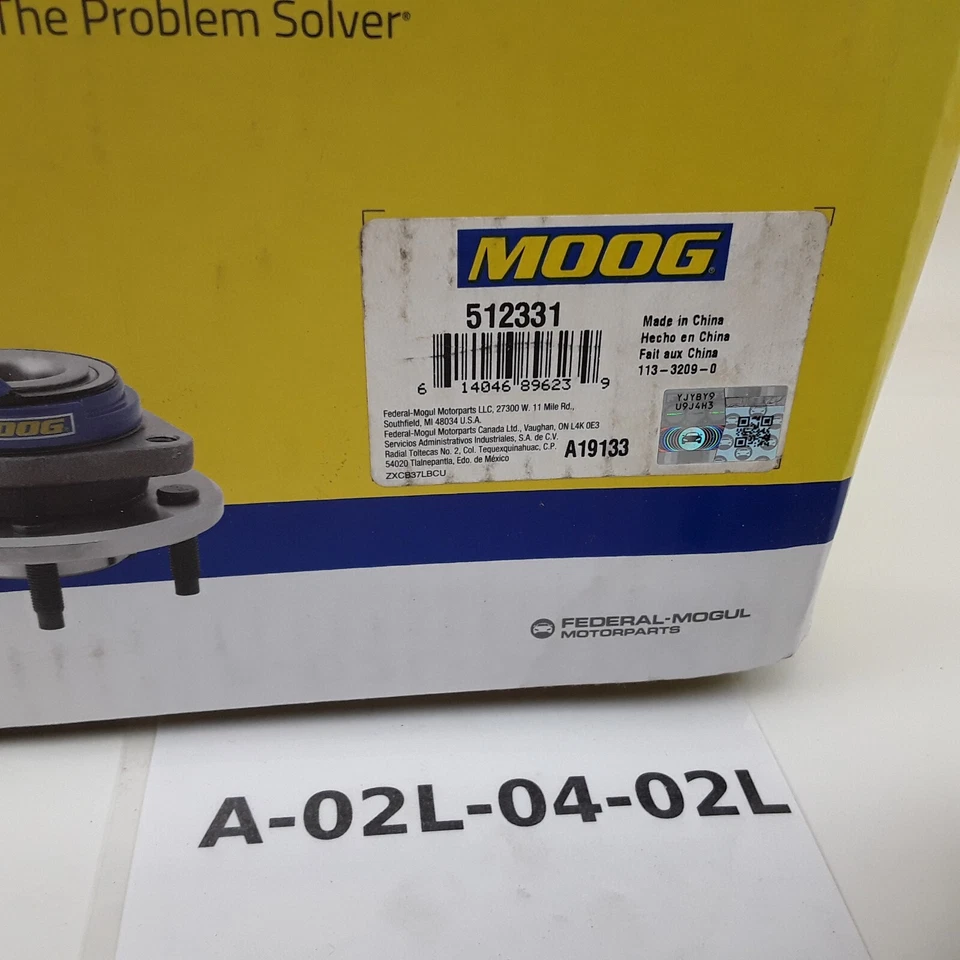 The Problem Solver®
MOOG®
512331
Made in China
Hecho en China
Fait aux China
113-3209-0
6 14046 89623 9
YJYBY9
U9J4H3
Federal-Mogul Motorparts LLC, 27300 W. 11 Mile Rd.,
Southfield, MI 48034 U.S.A.
Federal-Mogul Motorparts Canada Ltd., Vaughan, ON L4K 0E3
Servicios Administrativos Industriales, S.A. de C.V.
Radial Toltecas No. 2, Col. Tequexquinahuac, C.P.
54020 Tlalnepantla, Edo. de México
A19133
ZXCB37LBCU
OOG
FEDERAL-MOGUL
MOTORPARTS
A-02L-04-02L